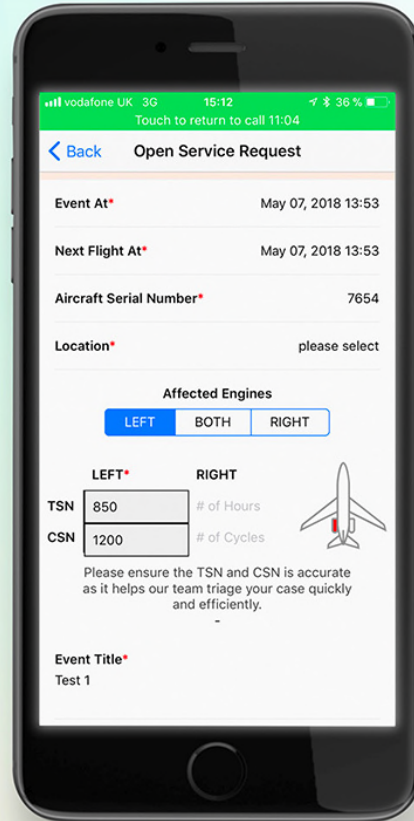 vodafone UK 3G 15:12 36 %
Touch to return to call 11:04
Back Open Service Request
Event At* May 07, 2018 13:53
Next Flight At* May 07, 2018 13:53
Aircraft Serial Number* 7654
Location* please select
Affected Engines
LEFT BOTH RIGHT
LEFT* RIGHT
TSN 850 # of Hours
CSN 1200 # of Cycles
Please ensure the TSN and CSN is accurate
as it helps our team triage your case quickly
and efficiently.
-
Event Title*
Test 1